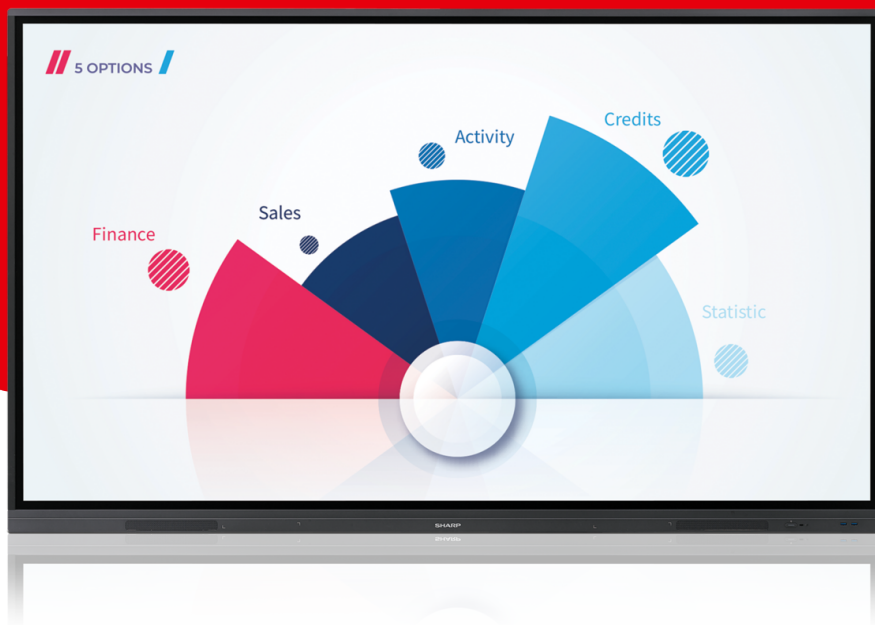 5 OPTIONS
Credits
Activity
Sales
Finance
Statistic
SHARP